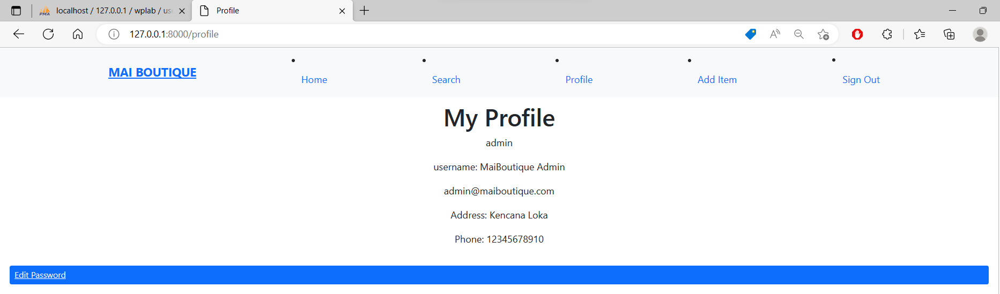 localhost / 127.0.0.1 / wplab / us
Profile
127.0.0.1:8000/profile
MAI BOUTIQUE
Home
Search
Profile
Add Item
Sign Out
My Profile
admin
username: MaiBoutique Admin
admin@maiboutique.com
Address: Kencana Loka
Phone: 12345678910
Edit Password